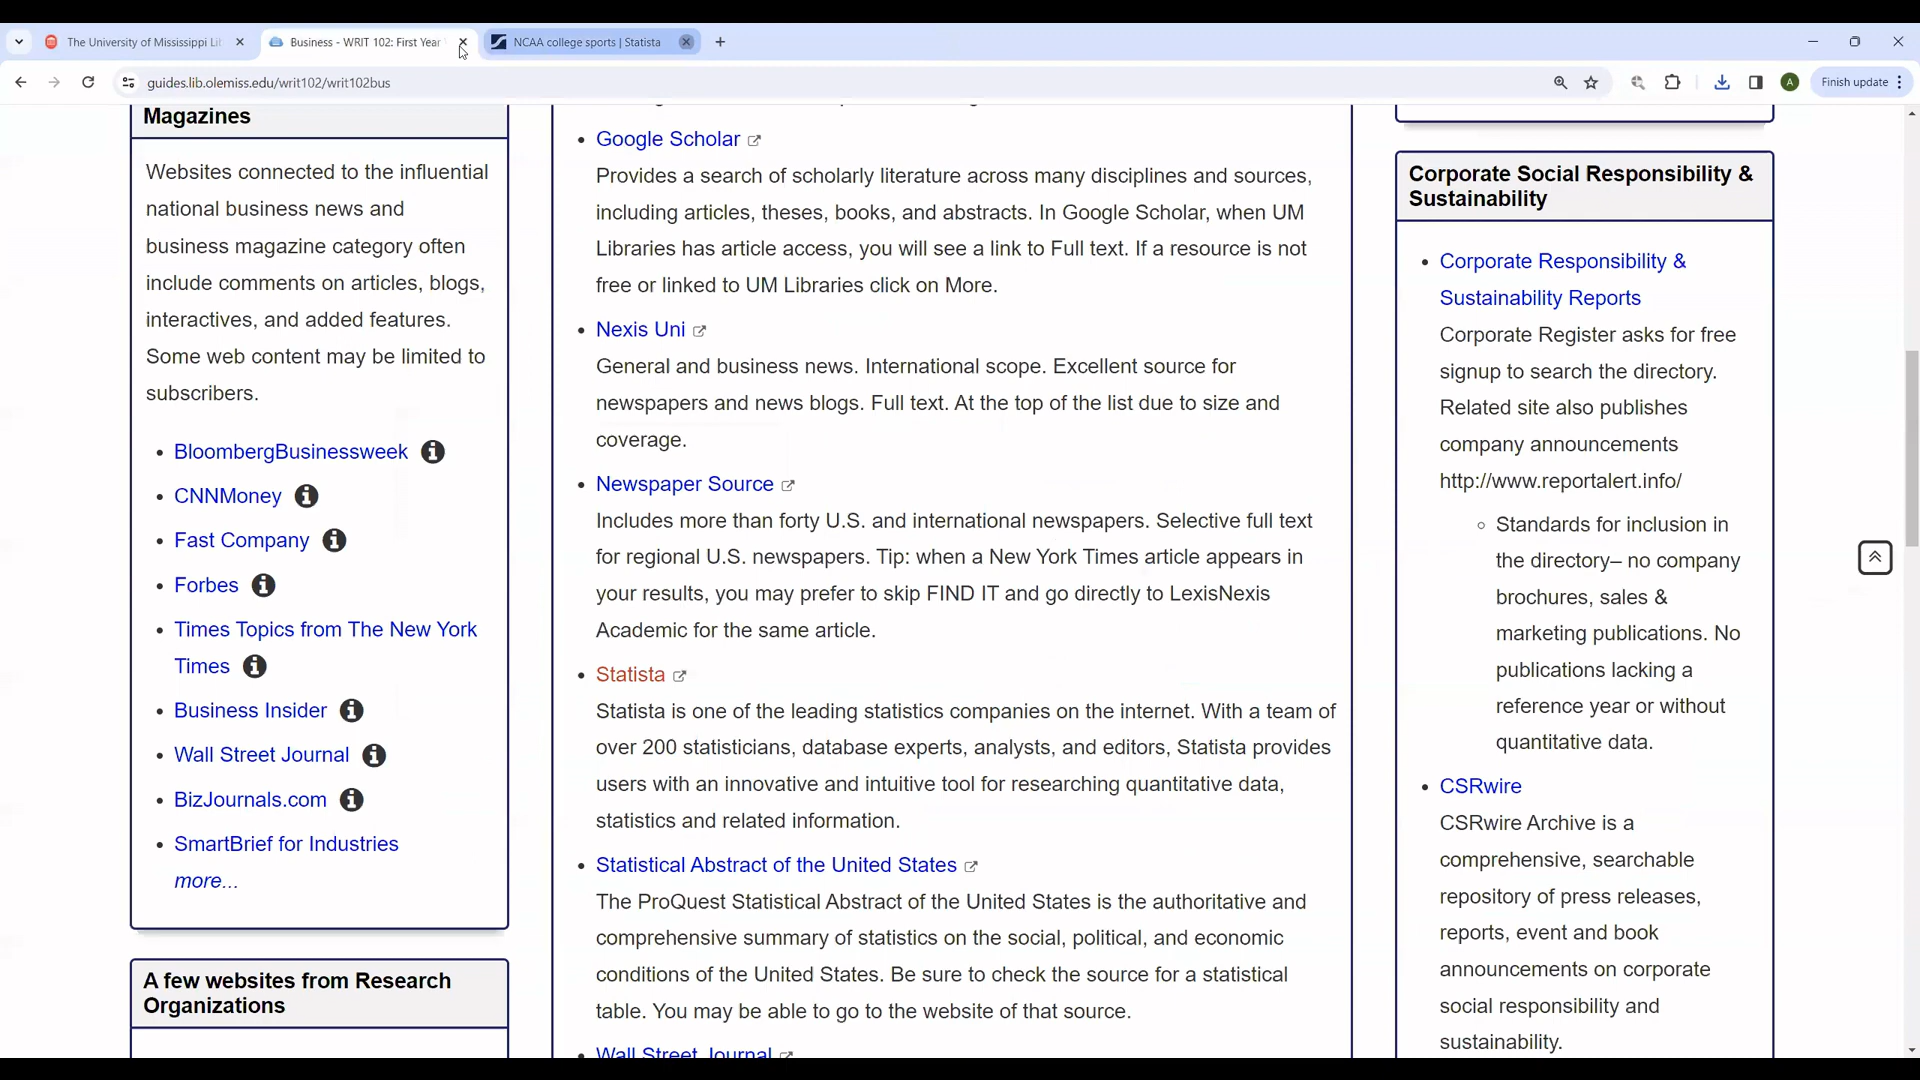 The University of Mississippi Lit
Business - WRIT 102: First Year
NCAA college sports | Statista
guides.lib.olemiss.edu/writ102/writ102bus
A
Finish update
Magazines
Websites connected to the influential
national business news and
business magazine category often
include comments on articles, blogs,
interactives, and added features.
Some web content may be limited to
subscribers.
• BloombergBusinessweek
• CNNMoney
• Fast Company
• Forbes
• Times Topics from The New York
Times
• Business Insider
• Wall Street Journal
• BizJournals.com
• SmartBrief for Industries
more...
A few websites from Research
Organizations
• Google Scholar
Provides a search of scholarly literature across many disciplines and sources,
including articles, theses, books, and abstracts. In Google Scholar, when UM
Libraries has article access, you will see a link to Full text. If a resource is not
free or linked to UM Libraries click on More.
• Nexis Uni
General and business news. International scope. Excellent source for
newspapers and news blogs. Full text. At the top of the list due to size and
coverage.
• Newspaper Source
Includes more than forty U.S. and international newspapers. Selective full text
for regional U.S. newspapers. Tip: when a New York Times article appears in
your results, you may prefer to skip FIND IT and go directly to LexisNexis
Academic for the same article.
• Statista
Statista is one of the leading statistics companies on the internet. With a team of
over 200 statisticians, database experts, analysts, and editors, Statista provides
users with an innovative and intuitive tool for researching quantitative data,
statistics and related information.
• Statistical Abstract of the United States
The ProQuest Statistical Abstract of the United States is the authoritative and
comprehensive summary of statistics on the social, political, and economic
conditions of the United States. Be sure to check the source for a statistical
table. You may be able to go to the website of that source.
• Wall Street Journal
Corporate Social Responsibility &
Sustainability
• Corporate Responsibility &
Sustainability Reports
Corporate Register asks for free
signup to search the directory.
Related site also publishes
company announcements
http://www.reportalert.info/
◦ Standards for inclusion in
the directory– no company
brochures, sales &
marketing publications. No
publications lacking a
reference year or without
quantitative data.
• CSRwire
CSRwire Archive is a
comprehensive, searchable
repository of press releases,
reports, event and book
announcements on corporate
social responsibility and
sustainability.